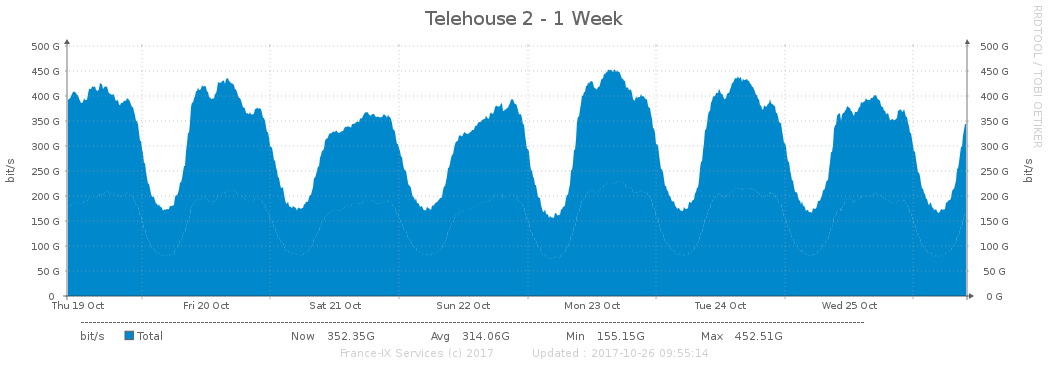 Telehouse 2 - 1 Week
RRDTOOL / TOBI OETIKER
500 G 500 G
450 G 450 G
400 G 400 G
350 G 350 G
300 G 300 G
250 G 250 G
200 G 200 G
150 G 150 G
100 G 100 G
50 G 50 G
0 0 G
bit/s bit/s
Thu 19 Oct Fri 20 Oct Sat 21 Oct Sun 22 Oct Mon 23 Oct Tue 24 Oct Wed 25 Oct
bit/s Total Now 352.35G Avg 314.06G Min 155.15G Max 452.51G
France-IX Services (c) 2017 Updated : 2017-10-26 09:55:14